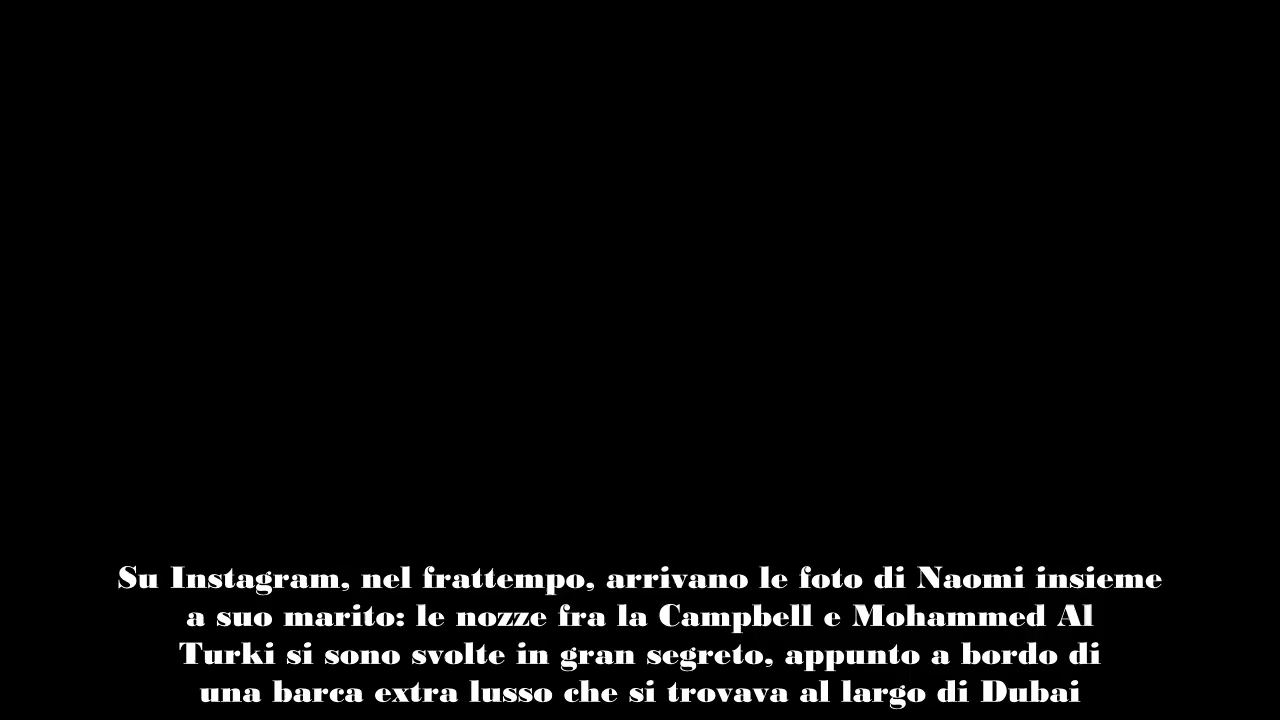 Su Instagram, nel frattempo, arrivano le foto di Naomi insieme
a suo marito: le nozze fra la Campbell e Mohammed Al
Turki si sono svolte in gran segreto, appunto a bordo di
una barca extra lusso che si trovava al largo di Dubai